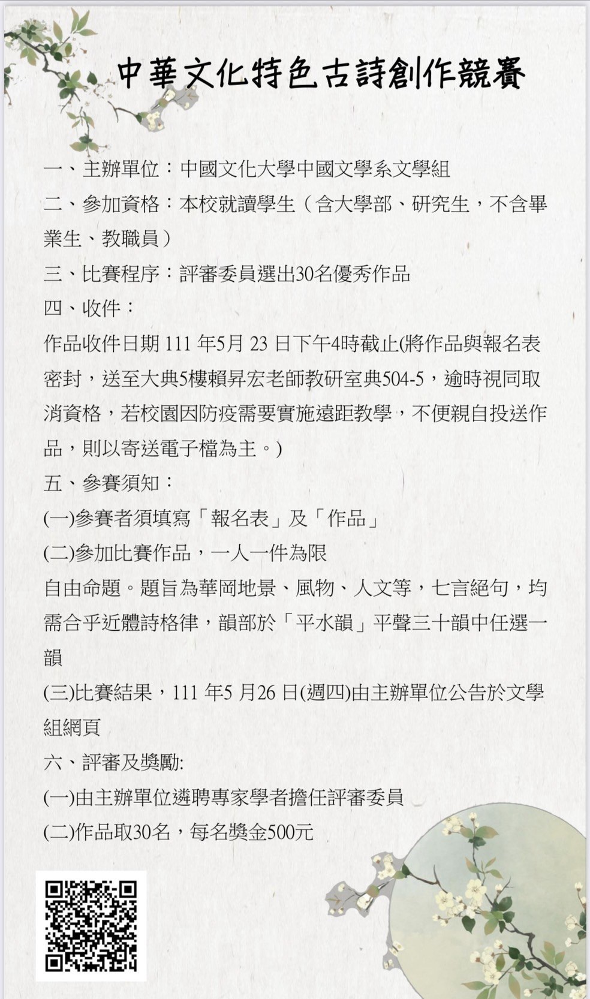 中華文化特色古詩創作競賽
一、主辦單位：中國文化大學中國文學系文學組
二、參加資格：本校就讀學生（含大學部、研究生，不含畢
業生、教職員）
三、比賽程序：評審委員選出30名優秀作品
四、收件：
作品收件日期 111 年5月 23 日下午4時截止(將作品與報名表
密封，送至大典5樓賴昇宏老師教研室典504-5，逾時視同取
消資格，若校園因防疫需要實施遠距教學，不便親自投送作
品，則以寄送電子檔為主。)
五、參賽須知：
(一)參賽者須填寫「報名表」及「作品」
(二)參加比賽作品，一人一件為限
自由命題。題旨為華岡地景、風物、人文等，七言絕句，均
需合乎近體詩格律，韻部於「平水韻」平聲三十韻中任選一
韻
(三)比賽結果，111 年5 月26 日(週四)由主辦單位公告於文學
組網頁
六、評審及獎勵:
(一)由主辦單位遴聘專家學者擔任評審委員
(二)作品取30名，每名獎金500元